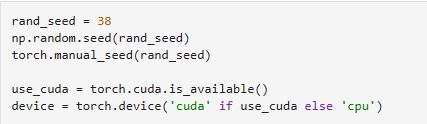 rand_seed = 38
np.random.seed(rand_seed)
torch.manual_seed(rand_seed)
use_cuda = torch.cuda.is_available()
device = torch.device('cuda' if use_cuda else 'cpu')